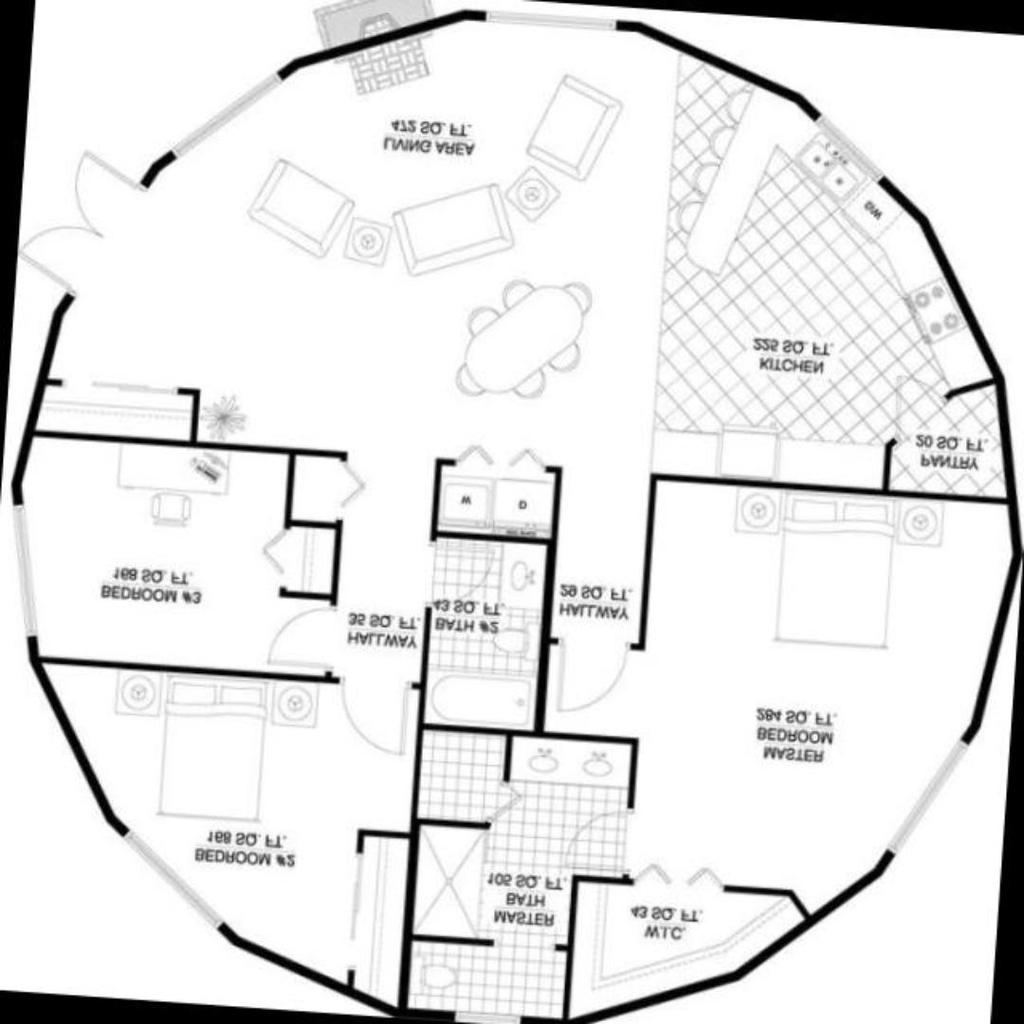 LIVING AREA
472 SQ. FT.
DW
KITCHEN
225 SQ. FT.
PANTRY
20 SQ. FT.
W
D
BEDROOM #3
168 SQ. FT.
HALLWAY
35 SQ. FT.
BATH #2
43 SQ. FT.
HALLWAY
29 SQ. FT.
MASTER
BEDROOM
284 SQ. FT.
BEDROOM #2
168 SQ. FT.
MASTER
BATH
105 SQ. FT.
W.I.C.
43 SQ. FT.